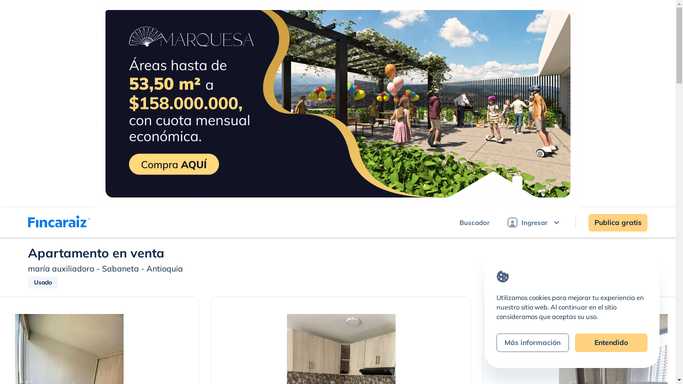 MARQUESA
Áreas hasta de
53,50 m² a
$158.000.000,
con cuota mensual
económica.
Compra AQUÍ
Fincaraiz
Buscador
Ingresar
Publica gratis
Apartamento en venta
maría auxiliadora - Sabaneta - Antioquia
Usado
Utilizamos cookies para mejorar tu experiencia en
nuestro sitio web. Al continuar en el sitio
consideramos que aceptas su uso.
Más información
Entendido